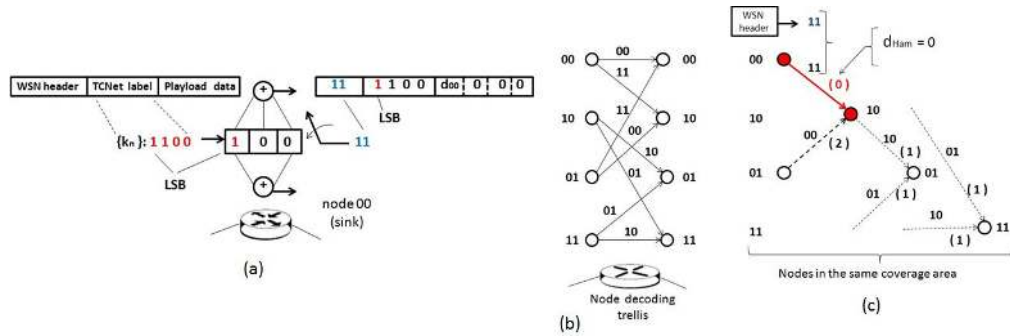 WSN header TCNet label Playload data
11 1 1 0 0 d00 0 0 0
LSB
{kn}: 1 1 0 0
1 0 0
11
LSB
node 00
(sink)
(a)
00 00 00
11
11
10 00 10
10
01 01 01
01
11 10 11
Node decoding
trellis
(b)
WSN
header
11
dHam = 0
11
00
(0)
10 10
00
(2)
10
(1)
01
01 01
(1)
01
(1)
11
10
(1)
11
Nodes in the same coverage area
(c)